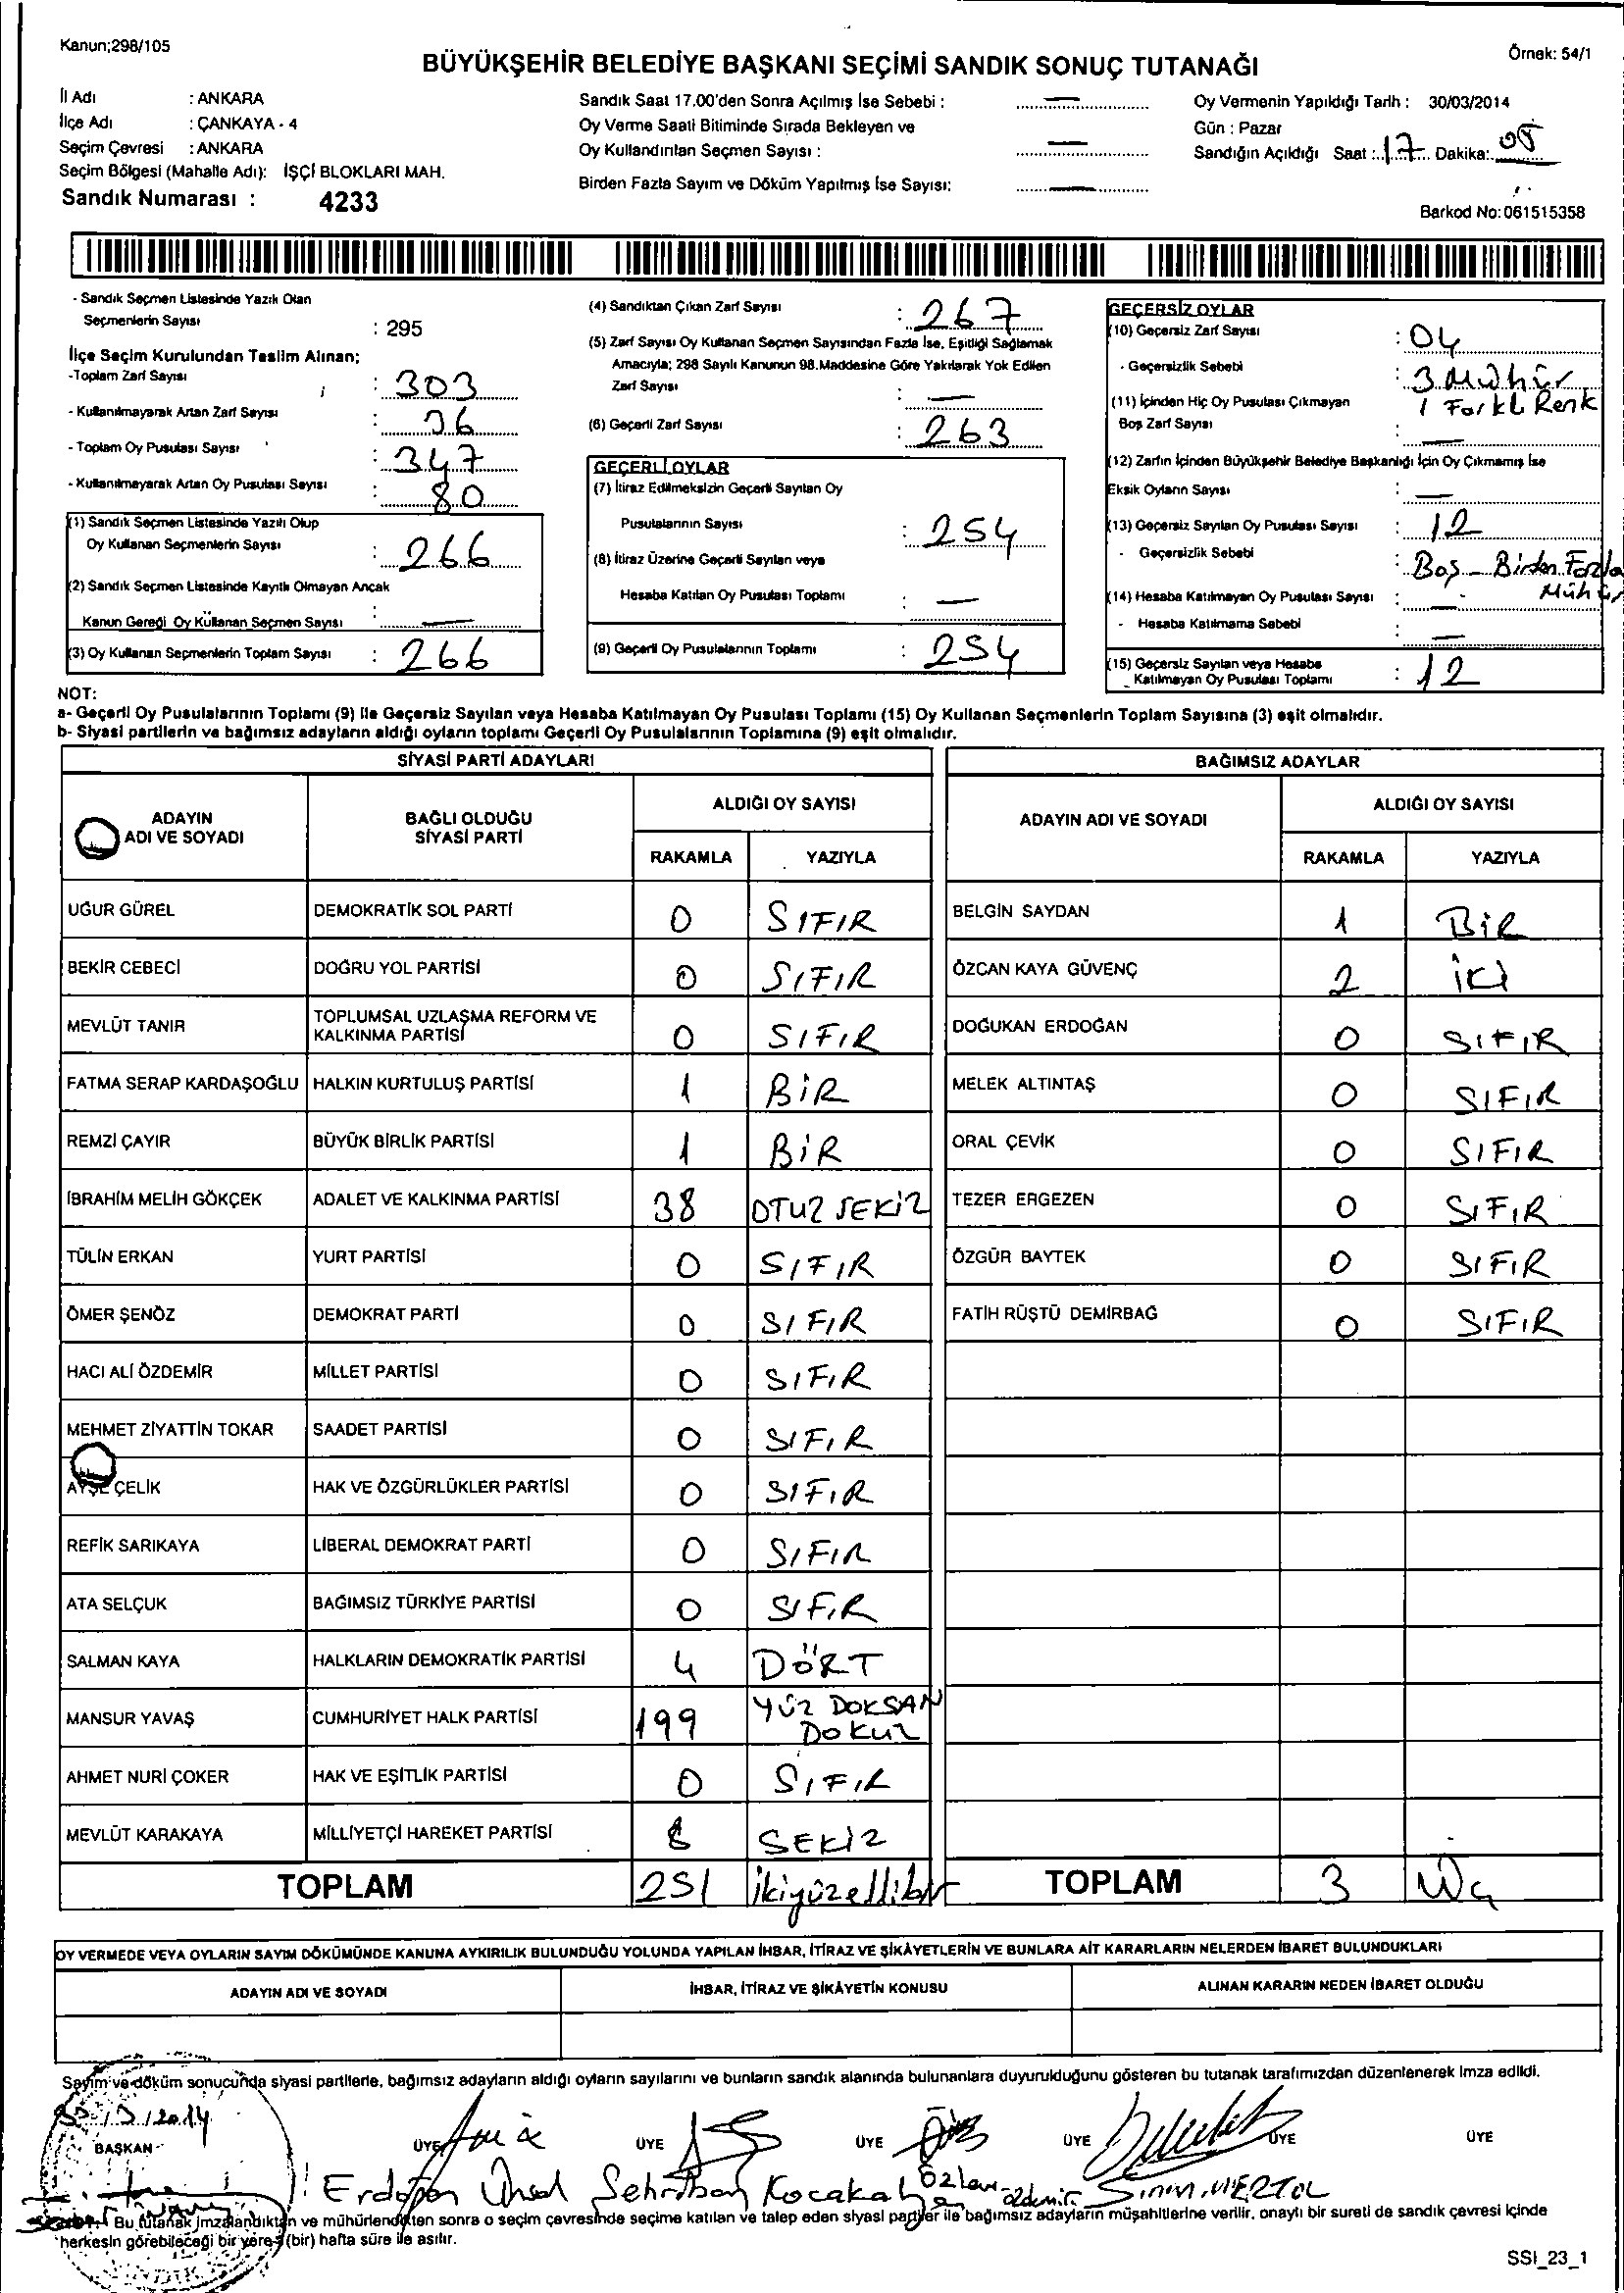 Kanun;298/105
Örnek: 54/1
BÜYÜKŞEHİR BELEDİYE BAŞKANI SEÇİMİ SANDIK SONUÇ TUTANAĞI
İl Adı : ANKARA
İlçe Adı : ÇANKAYA - 4
Seçim Çevresi : ANKARA
Seçim Bölgesi (Mahalle Adı): İŞÇİ BLOKLARI MAH.
Sandık Numarası : 4233
Sandık Saat 17.00'den Sonra Açılmış İse Sebebi : —
Oy Verme Saati Bitiminde Sırada Bekleyen ve
Oy Kullandırılan Seçmen Sayısı : —
Birden Fazla Sayım ve Döküm Yapılmış İse Sayısı: —
Oy Vermenin Yapıldığı Tarih : 30/03/2014
Gün : Pazar
Sandığın Açıldığı Saat : 17 Dakika: 05
Barkod No: 061515358
- Sandık Seçmen Listesinde Yazılı Olan
Seçmenlerin Sayısı : 295
İlçe Seçim Kurulundan Teslim Alınan;
-Toplam Zarf Sayısı : 303
- Kullanılmayarak Artan Zarf Sayısı : 36
- Toplam Oy Pusulası Sayısı : 347
- Kullanılmayarak Artan Oy Pusulası Sayısı : 80
(1) Sandık Seçmen Listesinde Yazılı Olup
Oy Kullanan Seçmenlerin Sayısı : 266
(2) Sandık Seçmen Listesinde Kayıtlı Olmayan Ancak
Kanun Gereği Oy Kullanan Seçmen Sayısı : —
(3) Oy Kullanan Seçmenlerin Toplam Sayısı : 266
(4) Sandıktan Çıkan Zarf Sayısı : 267
(5) Zarf Sayısı Oy Kullanan Seçmen Sayısından Fazla İse, Eşitliği Sağlamak
Amacıyla; 298 Sayılı Kanunun 98.Maddesine Göre Yakılarak Yok Edilen
Zarf Sayısı : —
(6) Geçerli Zarf Sayısı : 263
GEÇERLİ OYLAR
(7) İtiraz Edilmeksizin Geçerli Sayılan Oy
Pusulalarının Sayısı : 254
(8) İtiraz Üzerine Geçerli Sayılan veya
Hesaba Katılan Oy Pusulası Toplamı : —
(9) Geçerli Oy Pusulalarının Toplamı : 254
GEÇERSİZ OYLAR
(10) Geçersiz Zarf Sayısı : 04
- Geçersizlik Sebebi : 3 Mühür
1 Farklı Renk
(11) İçinden Hiç Oy Pusulası Çıkmayan
Boş Zarf Sayısı : —
(12) Zarfın İçinden Büyükşehir Belediye Başkanlığı İçin Oy Çıkmamış İse
Eksik Oyların Sayısı : —
(13) Geçersiz Sayılan Oy Pusulası Sayısı : 12
- Geçersizlik Sebebi : Boş - Birden Fazla
Mühür
(14) Hesaba Katılmayan Oy Pusulası Sayısı : —
- Hesaba Katılmama Sebebi : —
(15) Geçersiz Sayılan veya Hesaba
Katılmayan Oy Pusulası Toplamı : 12
NOT:
a- Geçerli Oy Pusulalarının Toplamı (9) ile Geçersiz Sayılan veya Hesaba Katılmayan Oy Pusulası Toplamı (15) Oy Kullanan Seçmenlerin Toplam Sayısına (3) eşit olmalıdır.
b- Siyasi partilerin ve bağımsız adayların aldığı oyların toplamı Geçerli Oy Pusulalarının Toplamına (9) eşit olmalıdır.
SİYASİ PARTİ ADAYLARI
ADAYIN ADI VE SOYADI BAĞLI OLDUĞU SİYASİ PARTİ ALDIĞI OY SAYISI
RAKAMLA YAZIYLA
UĞUR GÜREL DEMOKRATİK SOL PARTİ 0 SIFIR
BEKİR CEBECİ DOĞRU YOL PARTİSİ 0 SIFIR
MEVLÜT TANIR TOPLUMSAL UZLAŞMA REFORM VE KALKINMA PARTİSİ 0 SIFIR
FATMA SERAP KARDAŞOĞLU HALKIN KURTULUŞ PARTİSİ 1 BİR
REMZİ ÇAYIR BÜYÜK BİRLİK PARTİSİ 1 BİR
İBRAHİM MELİH GÖKÇEK ADALET VE KALKINMA PARTİSİ 38 OTUZ SEKİZ
TÜLİN ERKAN YURT PARTİSİ 0 SIFIR
ÖMER ŞENÖZ DEMOKRAT PARTİ 0 SIFIR
HACI ALİ ÖZDEMİR MİLLET PARTİSİ 0 SIFIR
MEHMET ZİYATTİN TOKAR SAADET PARTİSİ 0 SIFIR
AYŞE ÇELİK HAK VE ÖZGÜRLÜKLER PARTİSİ 0 SIFIR
REFİK SARIKAYA LİBERAL DEMOKRAT PARTİ 0 SIFIR
ATA SELÇUK BAĞIMSIZ TÜRKİYE PARTİSİ 0 SIFIR
SALMAN KAYA HALKLARIN DEMOKRATİK PARTİSİ 4 DÖRT
MANSUR YAVAŞ CUMHURİYET HALK PARTİSİ 199 YÜZ DOKSAN DOKUZ
AHMET NURİ ÇOKER HAK VE EŞİTLİK PARTİSİ 0 SIFIR
MEVLÜT KARAKAYA MİLLİYETÇİ HAREKET PARTİSİ 8 SEKİZ
TOPLAM 251 ikiyüzellibir
BAĞIMSIZ ADAYLAR
ADAYIN ADI VE SOYADI ALDIĞI OY SAYISI
RAKAMLA YAZIYLA
BELGİN SAYDAN 1 BİR
ÖZCAN KAYA GÜVENÇ 2 İKİ
DOĞUKAN ERDOĞAN 0 SIFIR
MELEK ALTINTAŞ 0 SIFIR
ORAL ÇEVİK 0 SIFIR
TEZER ERGEZEN 0 SIFIR
ÖZGÜR BAYTEK 0 SIFIR
FATİH RÜŞTÜ DEMİRBAĞ 0 SIFIR
TOPLAM 3 Üç
OY VERMEDE VEYA OYLARIN SAYIM DÖKÜMÜNDE KANUNA AYKIRILIK BULUNDUĞU YOLUNDA YAPILAN İHBAR, İTİRAZ VE ŞİKÂYETLERİN VE BUNLARA AİT KARARLARIN NELERDEN İBARET BULUNDUKLARI
ADAYIN ADI VE SOYADI İHBAR, İTİRAZ VE ŞİKÂYETİN KONUSU ALINAN KARARIN NEDEN İBARET OLDUĞU
Sayım ve döküm sonucunda siyasi partilerle, bağımsız adayların aldığı oyların sayılarını ve bunların sandık alanında bulunanlara duyurulduğunu gösteren bu tutanak tarafımızdan düzenlenerek imza edildi.
BAŞKAN ÜYE ÜYE ÜYE ÜYE ÜYE ÜYE
Erdoğan Ünsal Şehriban Özlem Özdemir Sinem MERTOL
Bu tutanak imzalandıktan ve mühürlendikten sonra o seçim çevresinde seçime katılan ve talep eden siyasi partiler ile bağımsız adayların müşahitlerine verilir, onaylı bir sureti de sandık çevresi içinde
herkesin görebileceği bir yere (bir) hafta süre ile asılır.
SSI_23_1